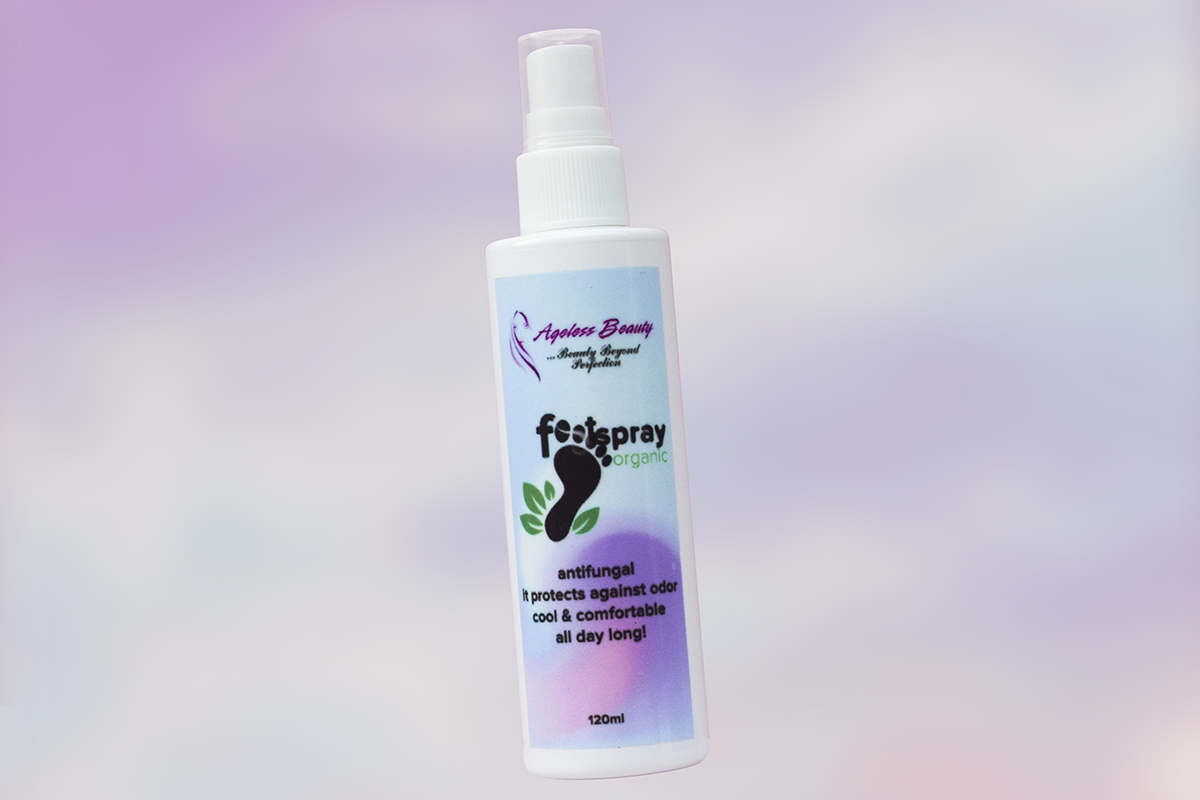 Ageless Beauty
...Beauty Beyond
Perfection
footspray
organic
antifungal
it protects against odor
cool & comfortable
all day long!
120ml